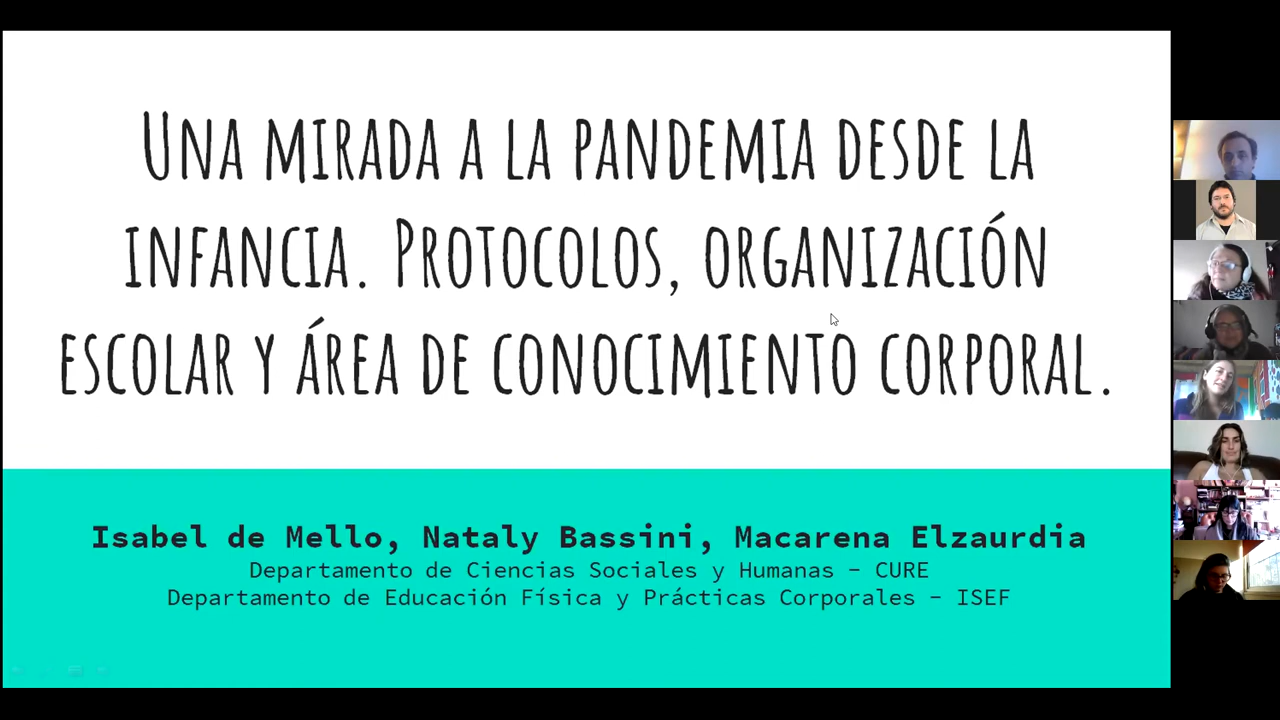 Una mirada a la pandemia desde la
infancia. Protocolos, organización
escolar y área de conocimiento corporal.
Isabel de Mello, Nataly Bassini, Macarena Elzaurdia
Departamento de Ciencias Sociales y Humanas – CURE
Departamento de Educación Física y Prácticas Corporales – ISEF